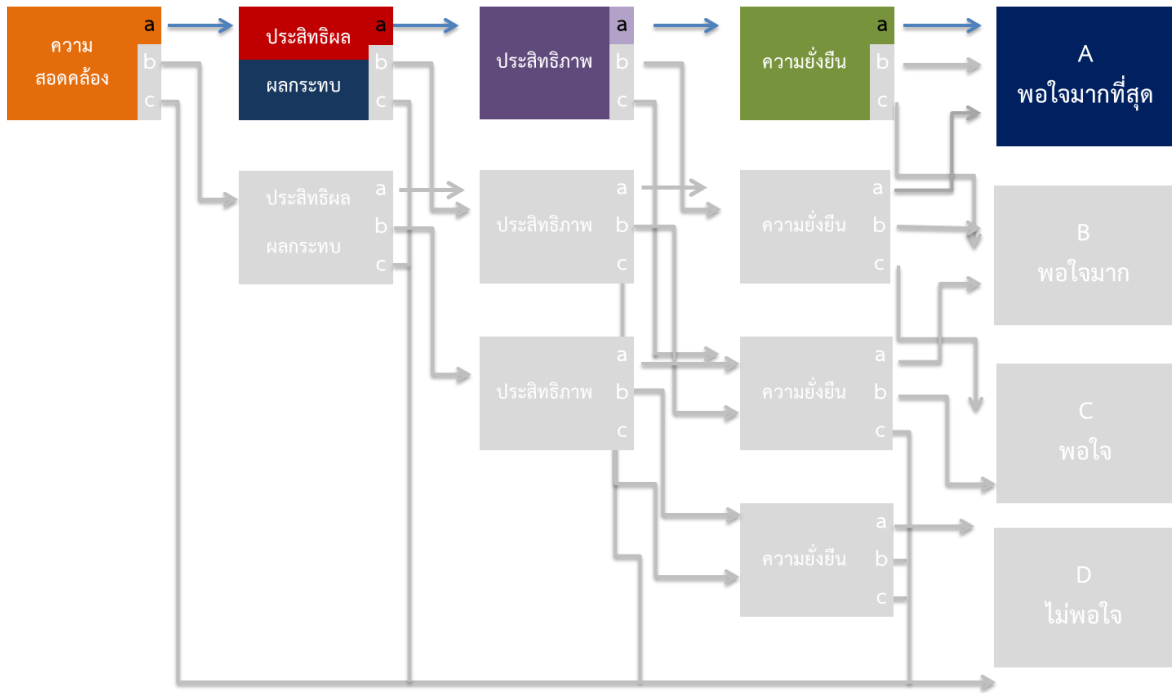 ความ
สอดคล้อง
a
b
c
ประสิทธิผล
ผลกระทบ
a
b
c
ประสิทธิภาพ
a
b
c
ความยั่งยืน
a
b
c
A
พอใจมากที่สุด
ประสิทธิผล
ผลกระทบ
a
b
c
ประสิทธิภาพ
a
b
c
ความยั่งยืน
a
b
c
B
พอใจมาก
ประสิทธิภาพ
a
b
c
ความยั่งยืน
a
b
c
C
พอใจ
ความยั่งยืน
a
b
c
D
ไม่พอใจ